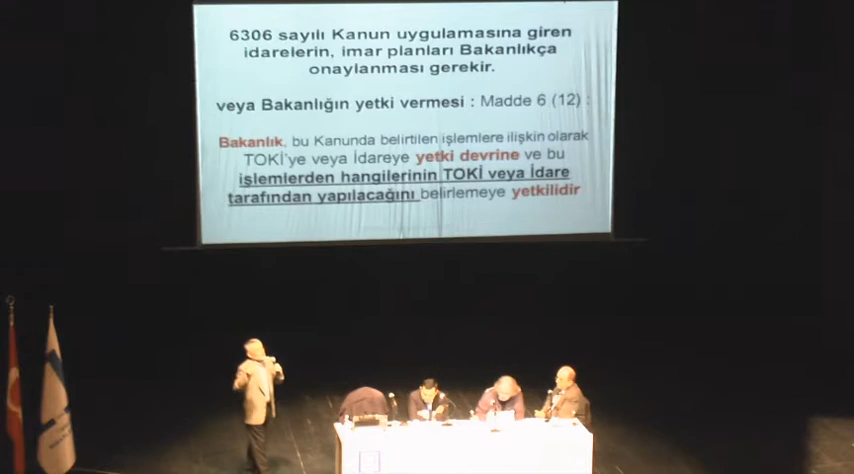 6306 sayılı Kanun uygulamasına giren
idarelerin, imar planları Bakanlıkça
onaylanması gerekir.
veya Bakanlığın yetki vermesi : Madde 6 (12) :
Bakanlık, bu Kanunda belirtilen işlemlere ilişkin olarak
TOKİ'ye veya İdareye yetki devrine ve bu
işlemlerden hangilerinin TOKİ veya İdare
tarafından yapılacağını belirlemeye yetkilidir